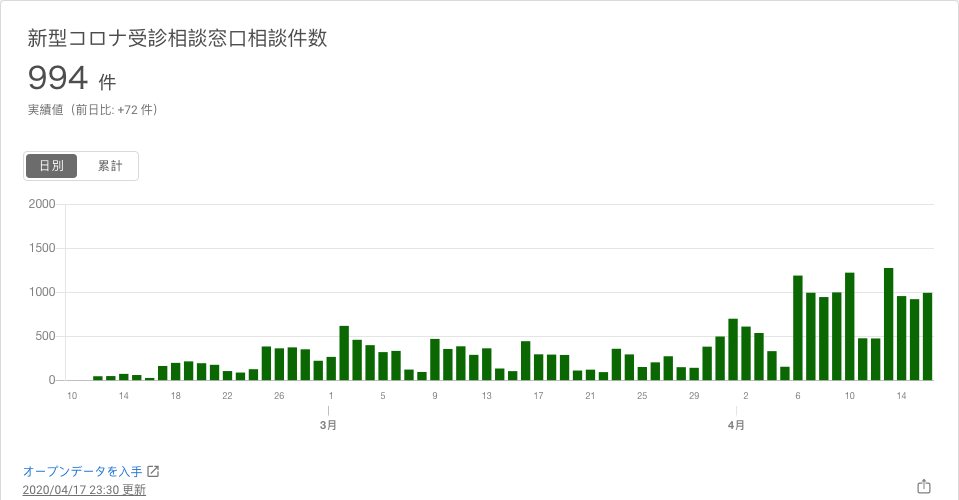 新型コロナ受診相談窓口相談件数
994 件
実績値（前日比: +72 件）
日別 累計
2000
1500
1000
500
0
10 14 18 22 26 1 5 9 13 17 21 25 29 2 6 10 14
3月 4月
オープンデータを入手
2020/04/17 23:30 更新